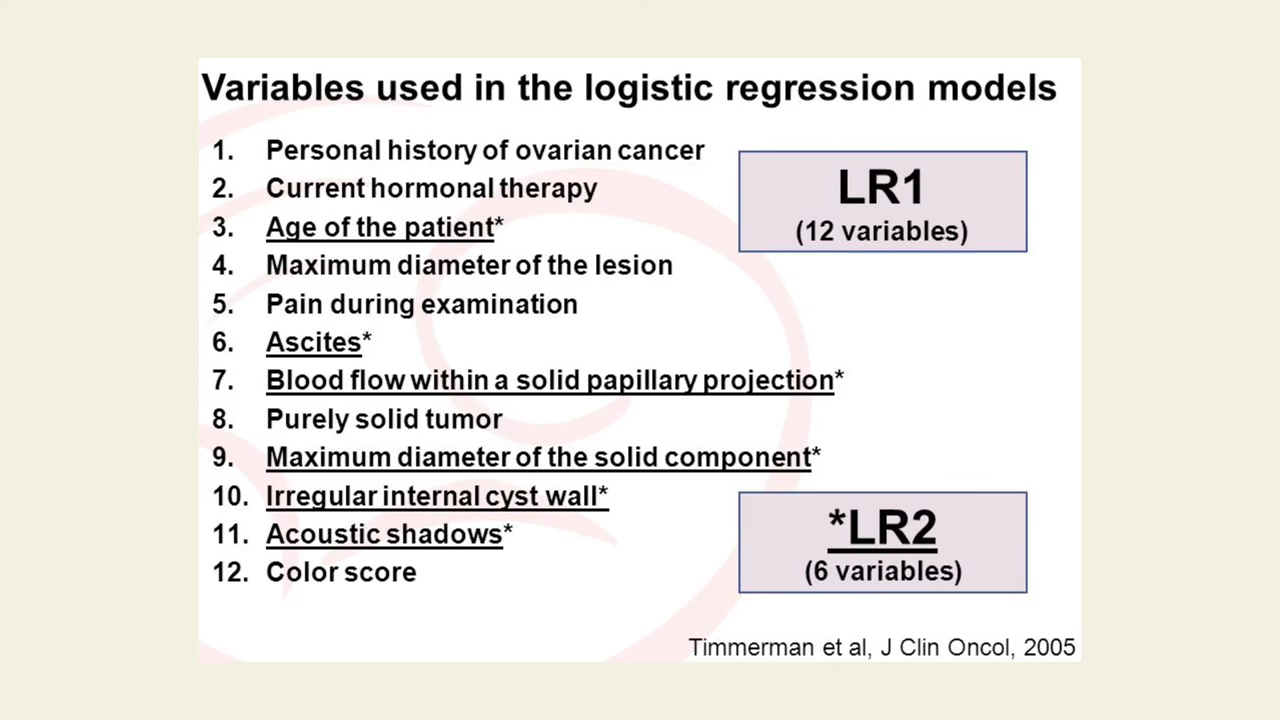 Variables used in the logistic regression models
1. Personal history of ovarian cancer
2. Current hormonal therapy
3. Age of the patient*
4. Maximum diameter of the lesion
5. Pain during examination
6. Ascites*
7. Blood flow within a solid papillary projection*
8. Purely solid tumor
9. Maximum diameter of the solid component*
10. Irregular internal cyst wall*
11. Acoustic shadows*
12. Color score
LR1
(12 variables)
*LR2
(6 variables)
Timmerman et al, J Clin Oncol, 2005